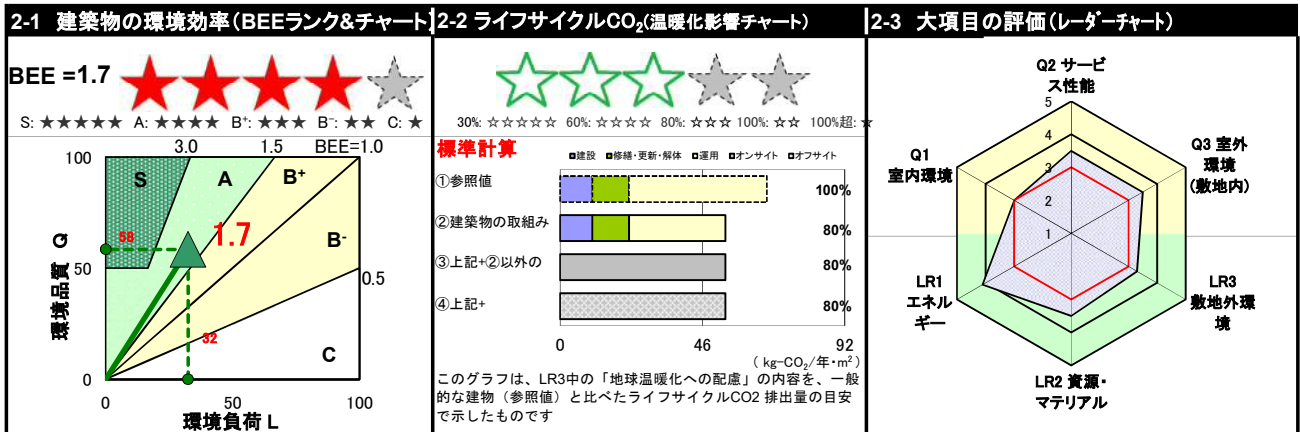 2-1 建築物の環境効率(BEEランク&チャート)
BEE =1.7
S: ★★★★★ A: ★★★★ B⁺: ★★★ B⁻: ★★ C: ★
3.0 1.5 BEE=1.0
100
S A B⁺
1.7
58
B⁻
50
0.5
32
C
0
0 50 100
環境品質 Q
環境負荷 L
2-2 ライフサイクルCO₂(温暖化影響チャート)
30%: ☆☆☆☆☆ 60%: ☆☆☆☆ 80%: ☆☆☆ 100%: ☆☆ 100%超: ☆
標準計算
■建設 ■修繕・更新・解体 □運用 ■オンサイト ■オフサイト
①参照値 100%
②建築物の取組み 80%
③上記+②以外の 80%
④上記+ 80%
0 46 92
( kg-CO₂/年・m²)
このグラフは、LR3中の「地球温暖化への配慮」の内容を、一般
的な建物(参照値)と比べたライフサイクルCO2 排出量の目安
で示したものです
2-3 大項目の評価(レーダーチャート)
Q2 サービ
ス性能
5
4
3
2
1
Q1
室内環境
Q3 室外
環境
(敷地内)
LR1
エネル
ギー
LR3
敷地外環
境
LR2 資源・
マテリアル